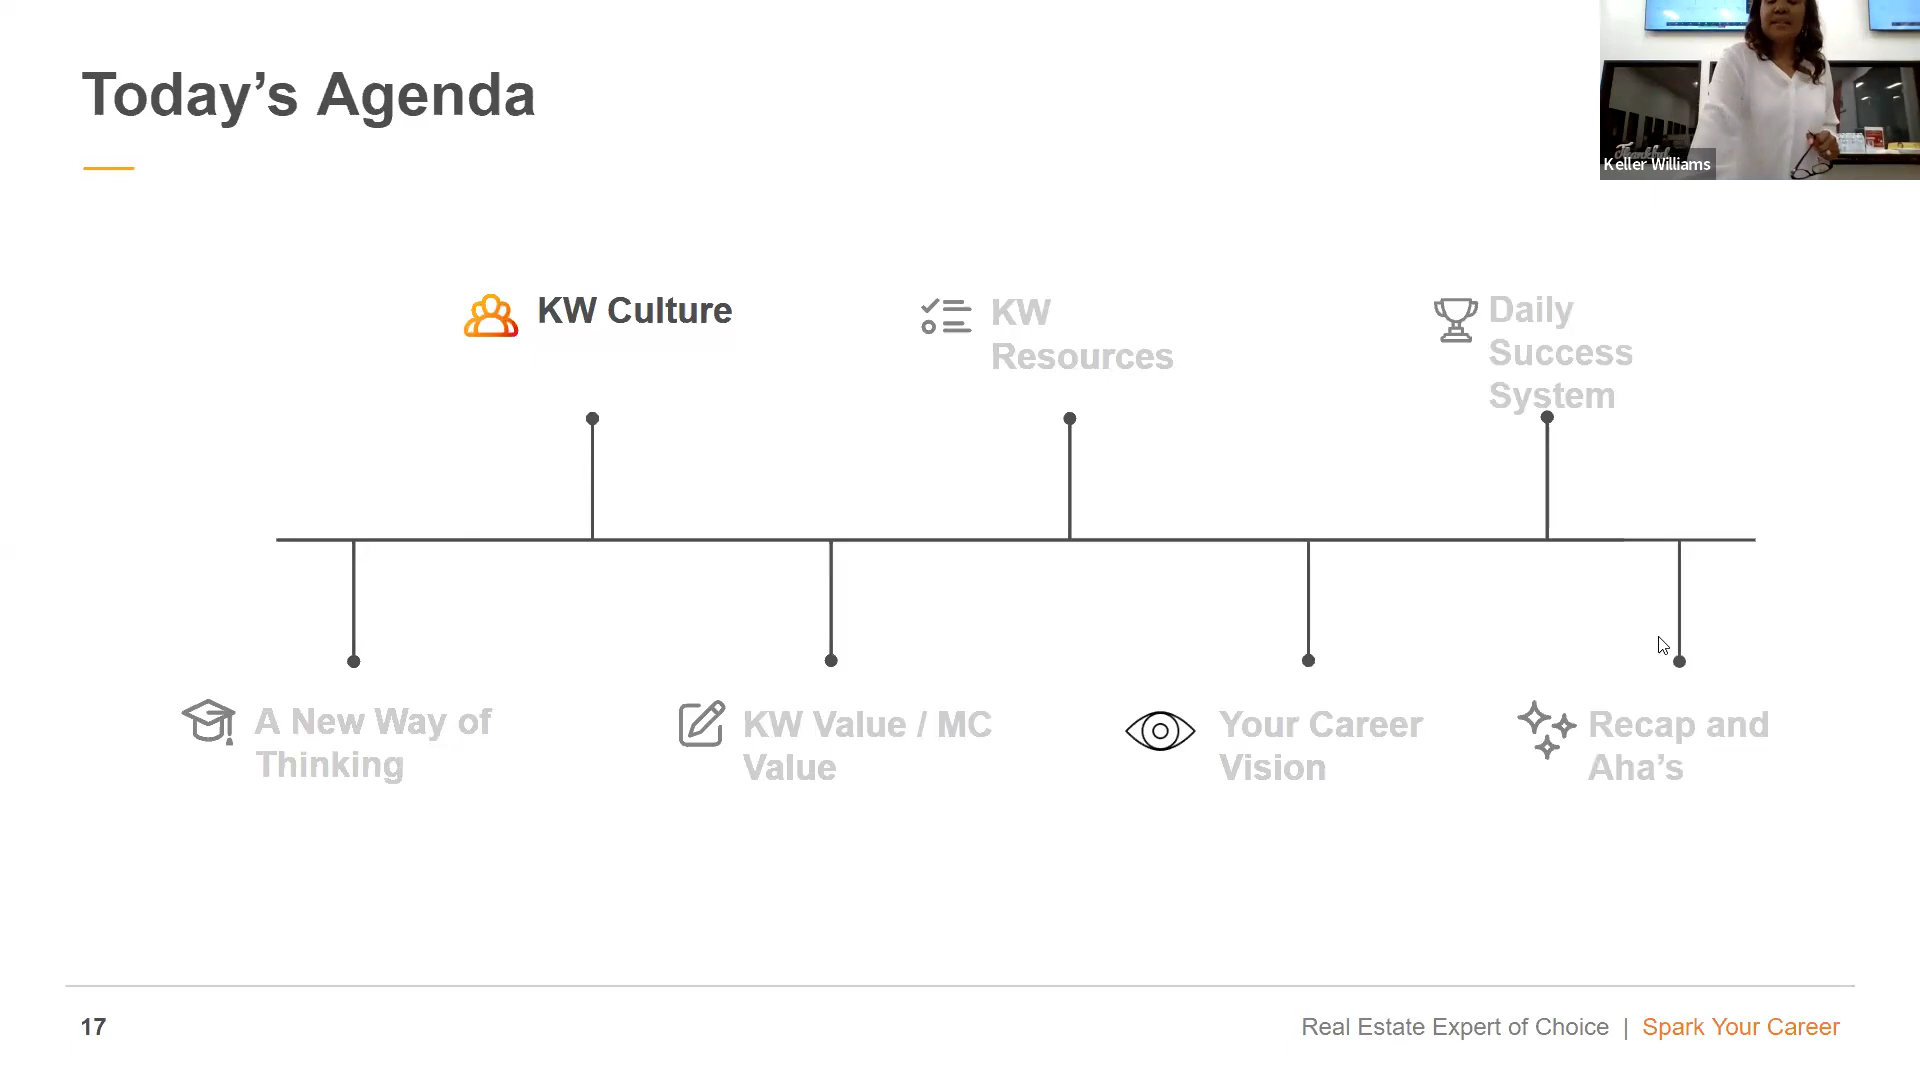 Today’s Agenda
Thankful
Keller Williams
KW Culture
KW
Resources
Daily
Success
System
A New Way of
Thinking
KW Value / MC
Value
Your Career
Vision
Recap and
Aha’s
17
Real Estate Expert of Choice | Spark Your Career